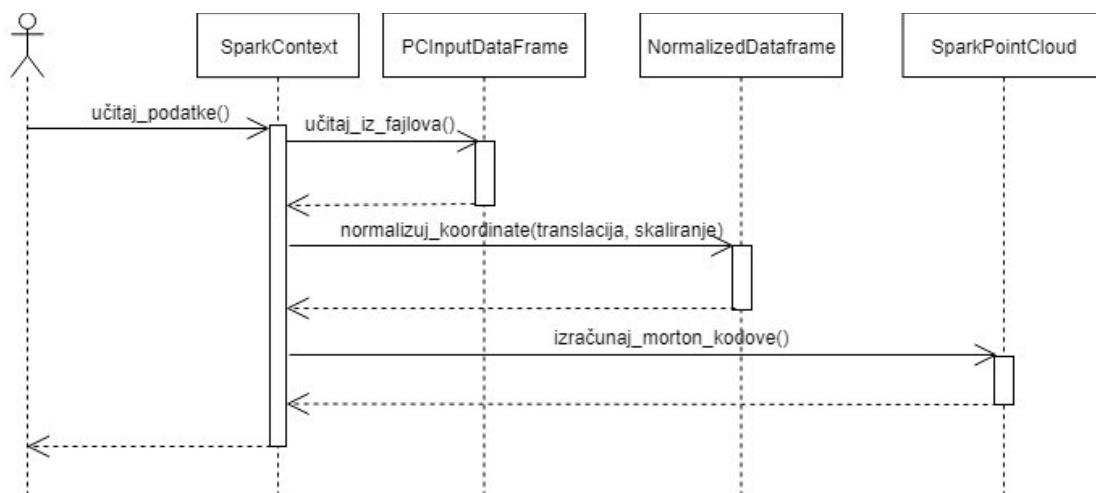 SparkContext
PCInputDataFrame
NormalizedDataframe
SparkPointCloud
učitaj_podatke()
učitaj_iz_fajlova()
normalizuj_koordinate(translacija, skaliranje)
izračunaj_morton_kodove()